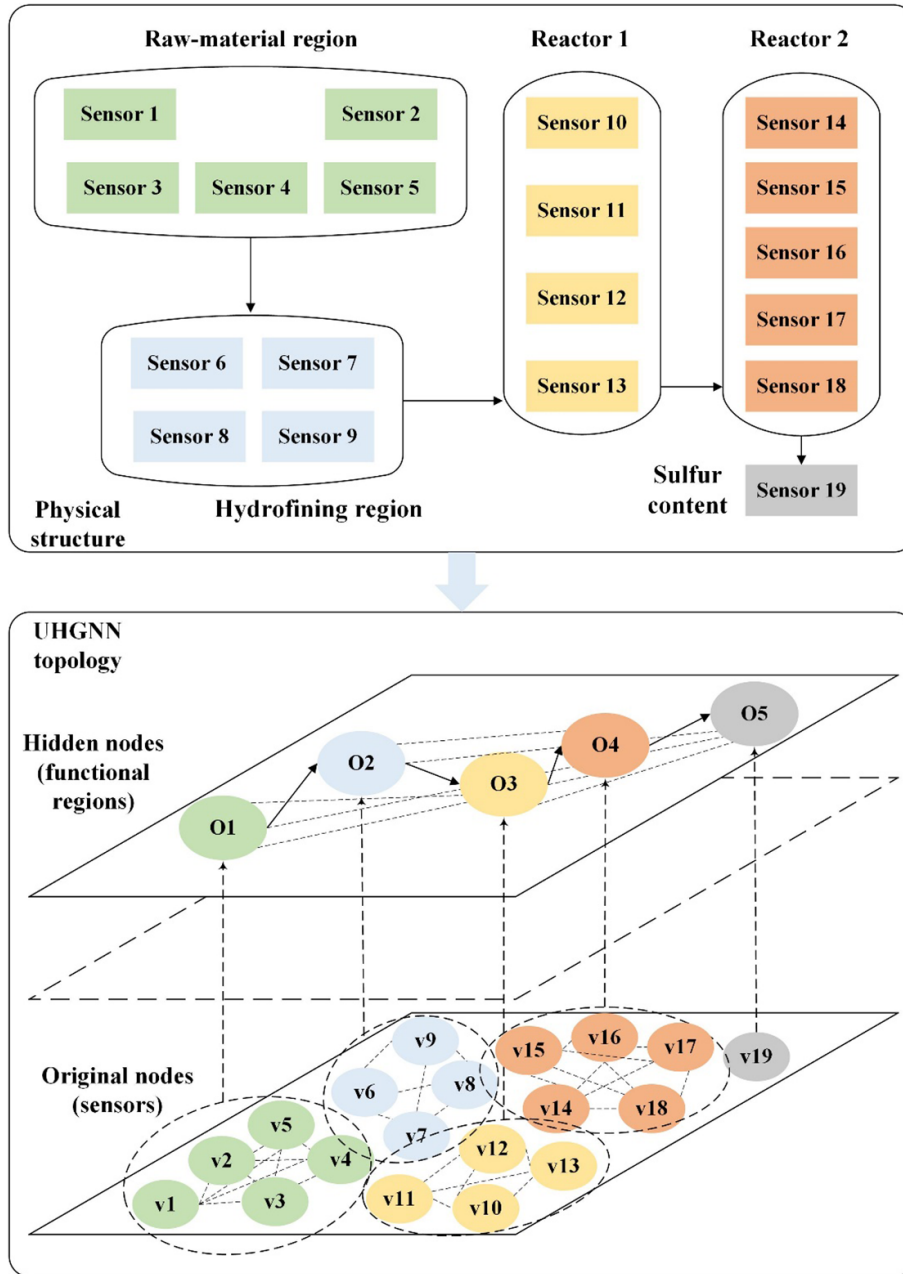 Raw-material region
Reactor 1
Reactor 2
Sensor 1
Sensor 2
Sensor 3
Sensor 4
Sensor 5
Sensor 10
Sensor 11
Sensor 12
Sensor 13
Sensor 14
Sensor 15
Sensor 16
Sensor 17
Sensor 18
Sensor 6
Sensor 7
Sensor 8
Sensor 9
Hydrofining region
Physical
structure
Sulfur
content
Sensor 19
UHGNN
topology
Hidden nodes
(functional
regions)
O1
O2
O3
O4
O5
Original nodes
(sensors)
v1
v2
v5
v4
v3
v9
v6
v8
v7
v12
v13
v11
v10
v15
v16
v17
v14
v18
v19